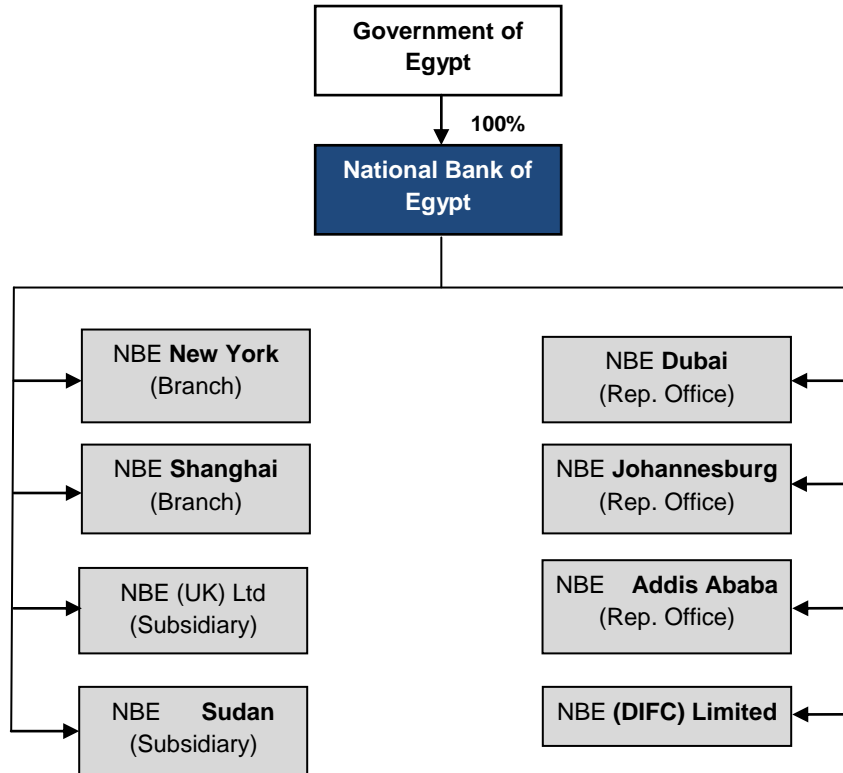 Government of
Egypt
100%
National Bank of
Egypt
NBE New York
(Branch)
NBE Shanghai
(Branch)
NBE (UK) Ltd
(Subsidiary)
NBE Sudan
(Subsidiary)
NBE Dubai
(Rep. Office)
NBE Johannesburg
(Rep. Office)
NBE Addis Ababa
(Rep. Office)
NBE (DIFC) Limited